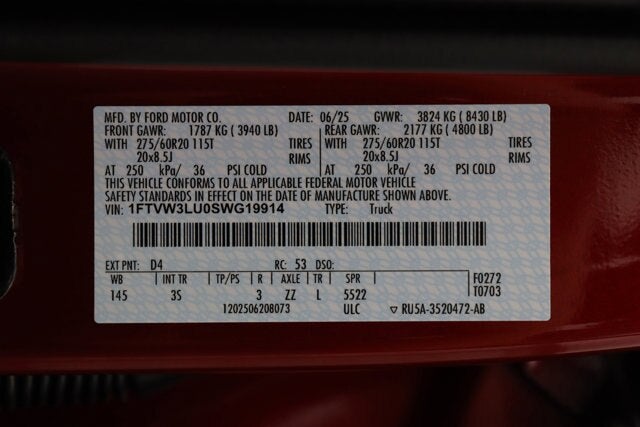 MFD. BY FORD MOTOR CO. DATE: 06/25 GVWR: 3824 KG ( 8430 LB)
FRONT GAWR: 1787 KG ( 3940 LB) REAR GAWR: 2177 KG ( 4800 LB)
WITH 275/60R20 115T TIRES WITH 275/60R20 115T TIRES
20x8.5J RIMS 20x8.5J RIMS
AT 250 kPa/ 36 PSI COLD AT 250 kPa/ 36 PSI COLD
THIS VEHICLE CONFORMS TO ALL APPLICABLE FEDERAL MOTOR VEHICLE
SAFETY STANDARDS IN EFFECT ON THE DATE OF MANUFACTURE SHOWN ABOVE.
VIN: 1FTVW3LU0SWG19914 TYPE: Truck
EXT PNT: D4 RC: 53 DSO:
WB INT TR TP/PS R AXLE TR SPR F0272
145 3S 3 ZZ L 5522 T0703
1202506208073 ULC ▽ RU5A-3520472-AB